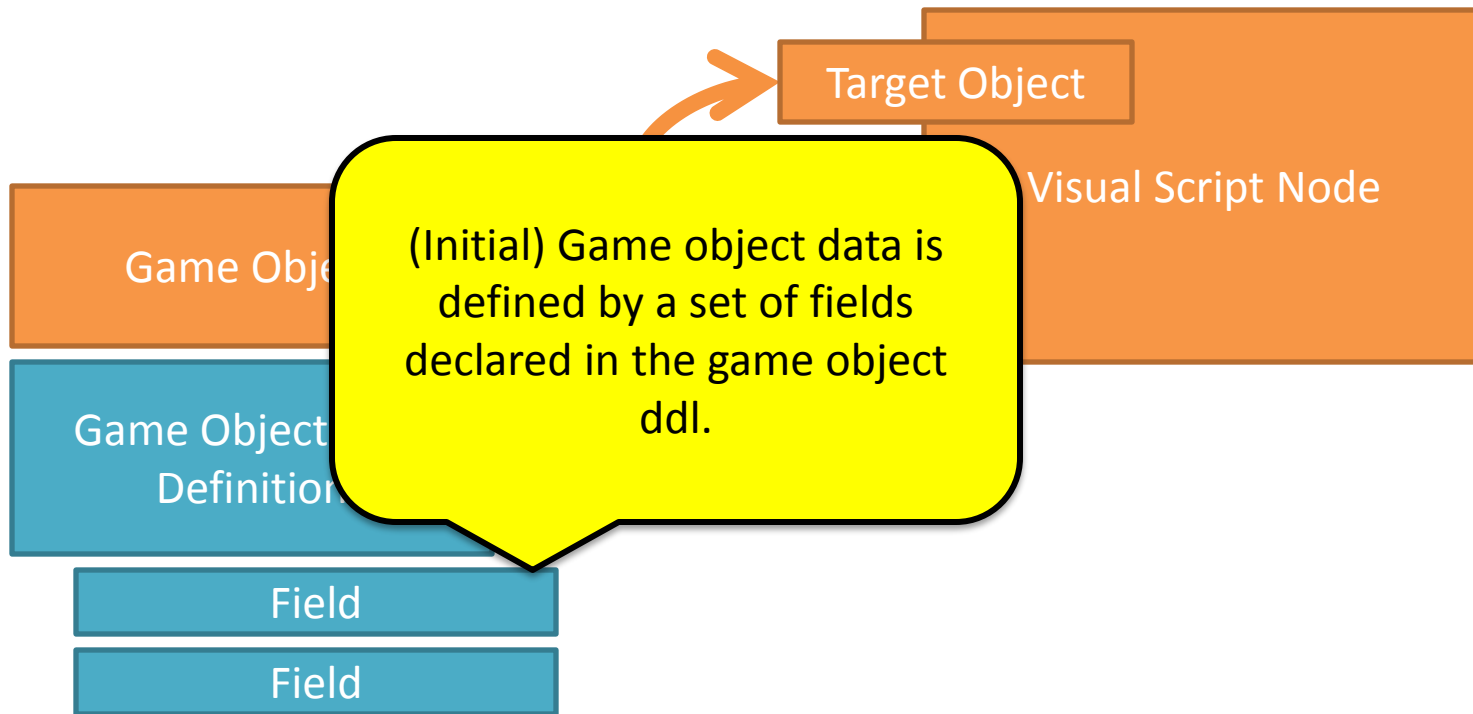 Target Object
Visual Script Node
Game Obje
(Initial) Game object data is
defined by a set of fields
declared in the game object
ddl.
Game Object
Definition
Field
Field